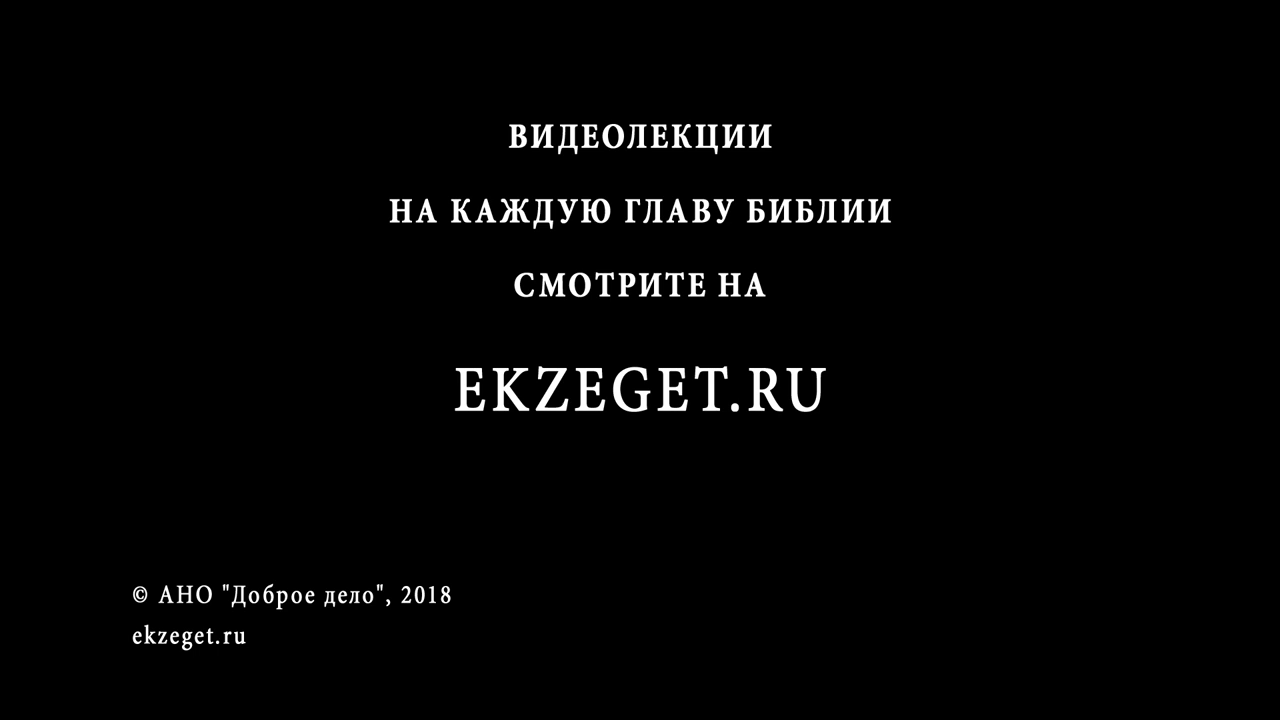 ВИДЕОЛЕКЦИИ
НА КАЖДУЮ ГЛАВУ БИБЛИИ
СМОТРИТЕ НА
EKZEGET.RU
© АНО "Доброе дело", 2018
ekzeget.ru